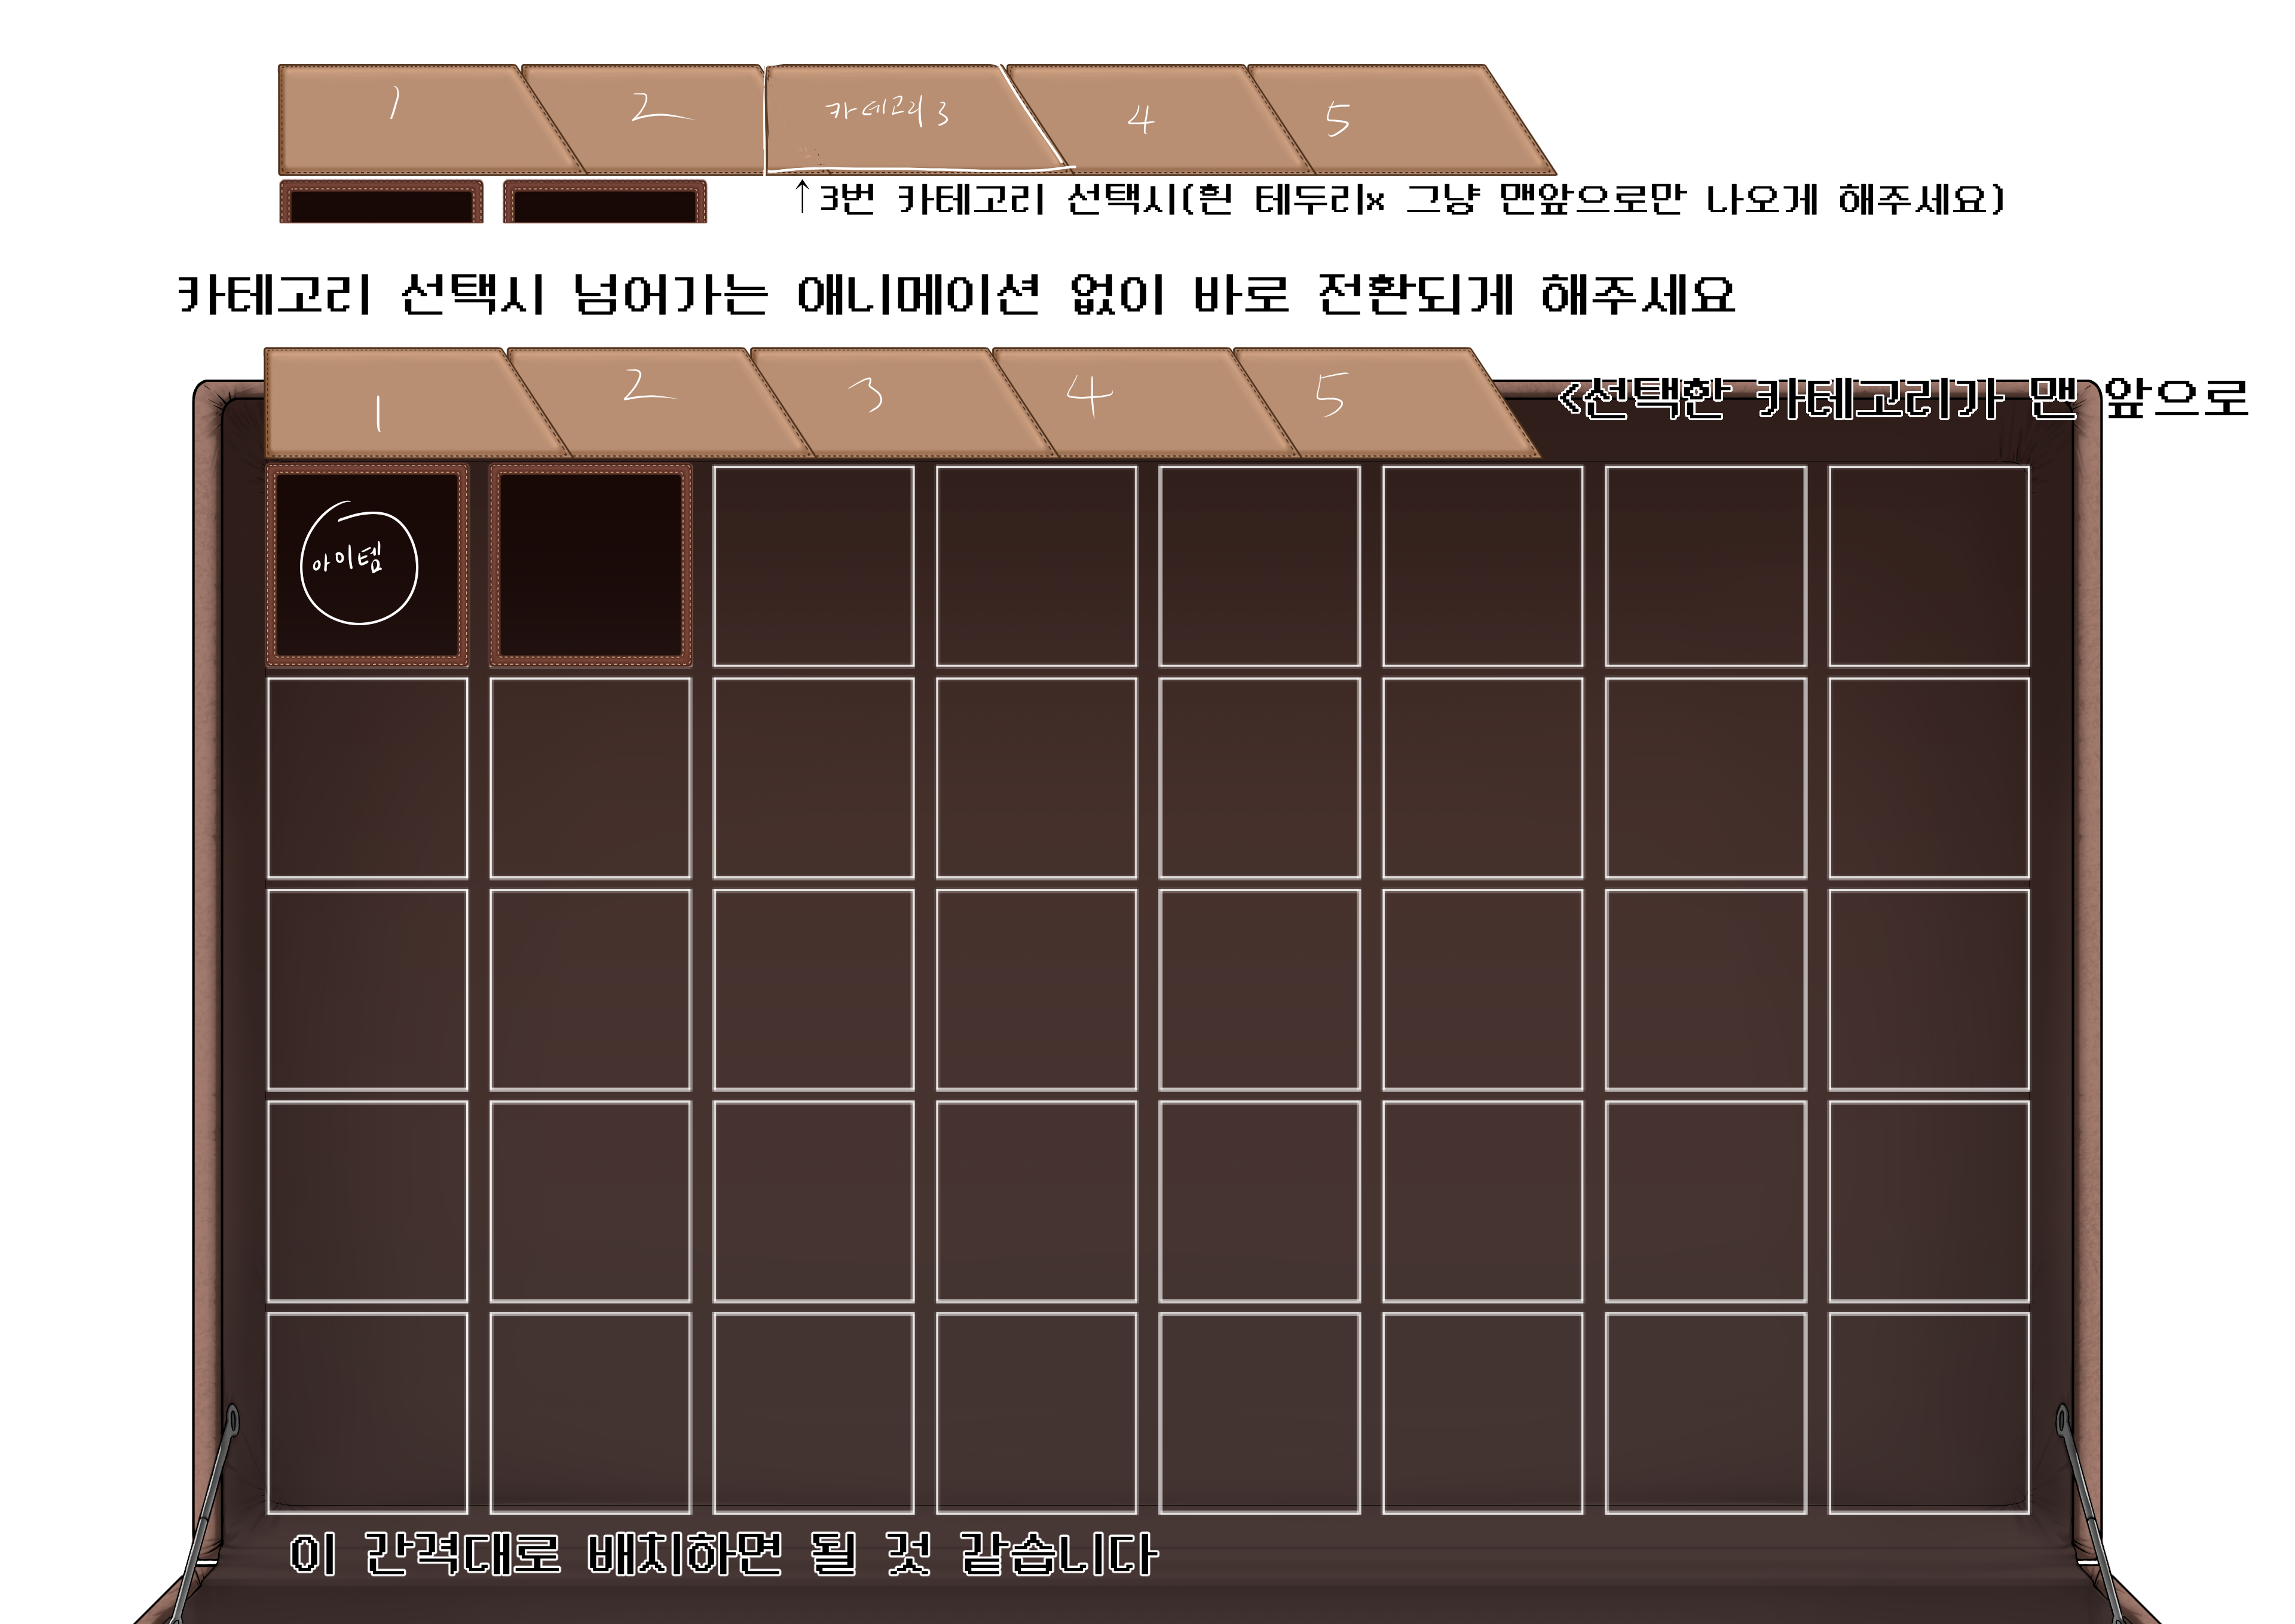 1 2 카테고리 3 4 5
↑3번 카테고리 선택시(흰 테두리x 그냥 맨앞으로만 나오게 해주세요)
카테고리 선택시 넘어가는 애니메이션 없이 바로 전환되게 해주세요
1 2 3 4 5
<선택한 카테고리가 맨 앞으로
아이템
이 간격대로 배치하면 될 것 같습니다